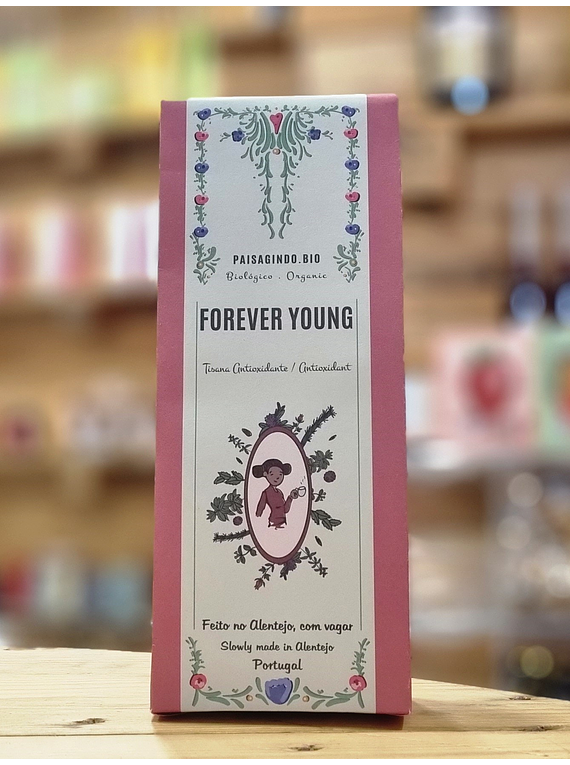 PAISAGINDO.BIO
Biológico . Organic
FOREVER YOUNG
Tisana Antioxidante / Antioxidant
Feito no Alentejo, com vagar
Slowly made in Alentejo
Portugal